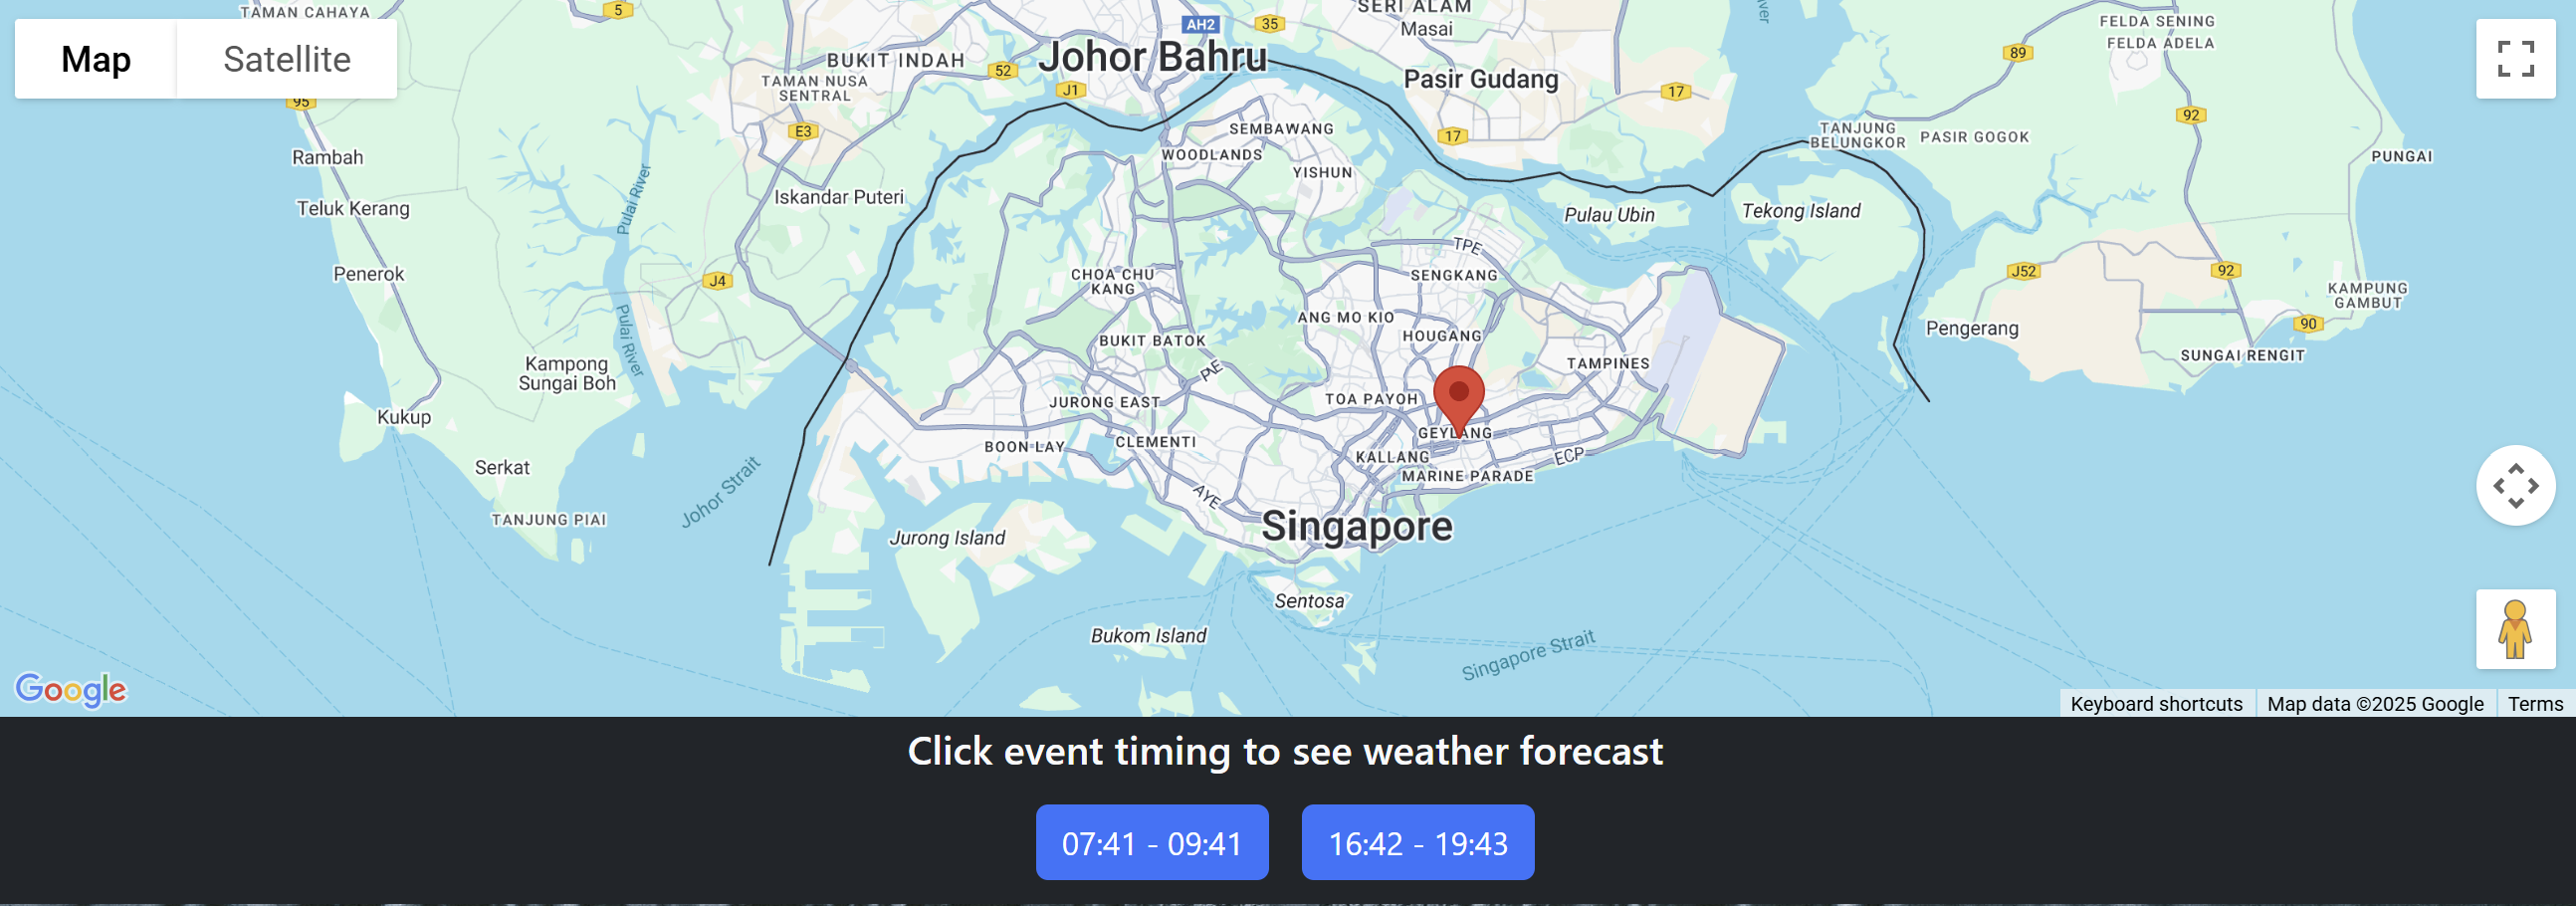 TAMAN CAHAYA
5
AH2
35
SERI ALAM
Masai
FELDA SENING
FELDA ADELA
Map
Satellite
BUKIT INDAH
52
Johor Bahru
89
TAMAN NUSA
SENTRAL
J1
Pasir Gudang
17
95
92
E3
17
SEMBAWANG
TANJUNG
BELUNGKOR
PASIR GOGOK
Rambah
WOODLANDS
PUNGAI
YISHUN
Pulai River
Iskandar Puteri
Teluk Kerang
Pulau Ubin
Tekong Island
TPE
Penerok
J4
CHOA CHU
KANG
SENGKANG
J52
92
KAMPUNG
GAMBUT
Pulai River
ANG MO KIO
Pengerang
90
BUKIT BATOK
HOUGANG
SUNGAI RENGIT
Kampong
Sungai Boh
PIE
TAMPINES
JURONG EAST
TOA PAYOH
Kukup
GEYLANG
BOON LAY
CLEMENTI
KALLANG
ECP
Serkat
MARINE PARADE
Johor Strait
AYE
TANJUNG PIAI
Singapore
Jurong Island
Sentosa
Bukom Island
Singapore Strait
Google
Keyboard shortcuts
Map data ©2025 Google
Terms
Click event timing to see weather forecast
07:41 - 09:41
16:42 - 19:43